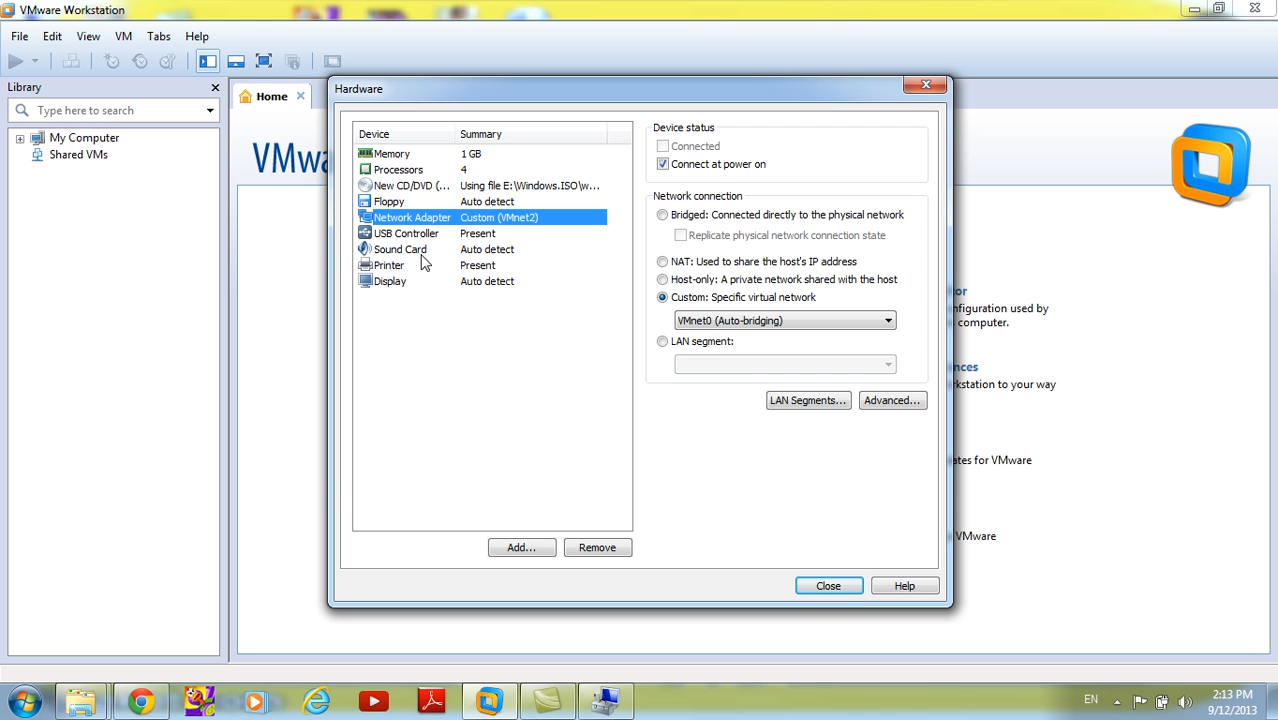 VMware Workstation
File Edit View VM Tabs Help
Library
Type here to search
My Computer
Shared VMs
Home
Hardware
Device Summary
Memory 1 GB
Processors 4
New CD/DVD (... Using file E:\Windows.ISO\w...
Floppy Auto detect
Network Adapter Custom (VMnet2)
USB Controller Present
Sound Card Auto detect
Printer Present
Display Auto detect
Add... Remove
Device status
Connected
Connect at power on
Network connection
Bridged: Connected directly to the physical network
Replicate physical network connection state
NAT: Used to share the host's IP address
Host-only: A private network shared with the host
Custom: Specific virtual network
VMnet0 (Auto-bridging)
LAN segment:
LAN Segments... Advanced...
Close Help
figuration used by
computer.
kstation to your way
ates for VMware
VMware
EN
2:13 PM
9/12/2013